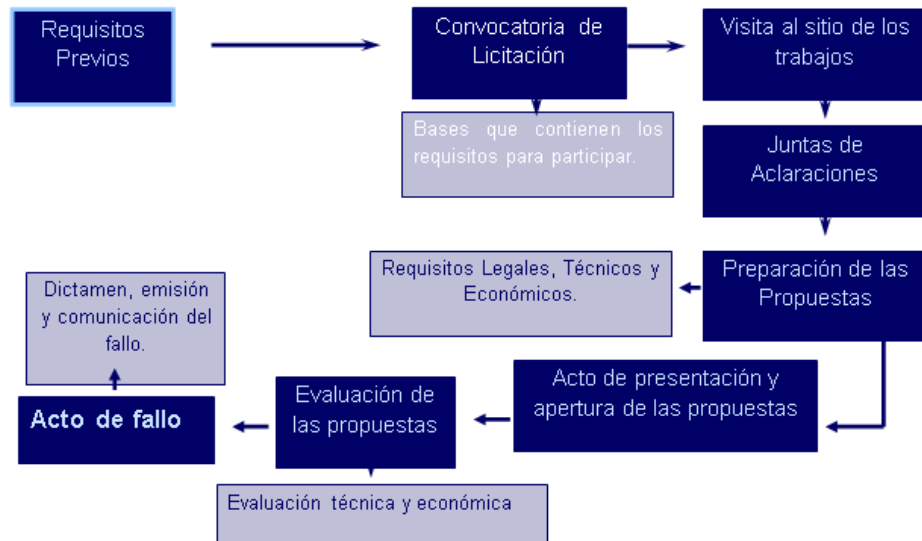 Requisitos
Previos
Convocatoria de
Licitación
Visita al sitio de los
trabajos
Bases que contienen los
requisitos para participar.
Juntas de
Aclaraciones
Requisitos Legales, Técnicos y
Económicos.
Preparación de las
Propuestas
Dictamen, emisión
y comunicación del
fallo.
Acto de presentación y
apertura de las propuestas
Evaluación de
las propuestas
Acto de fallo
Evaluación técnica y económica